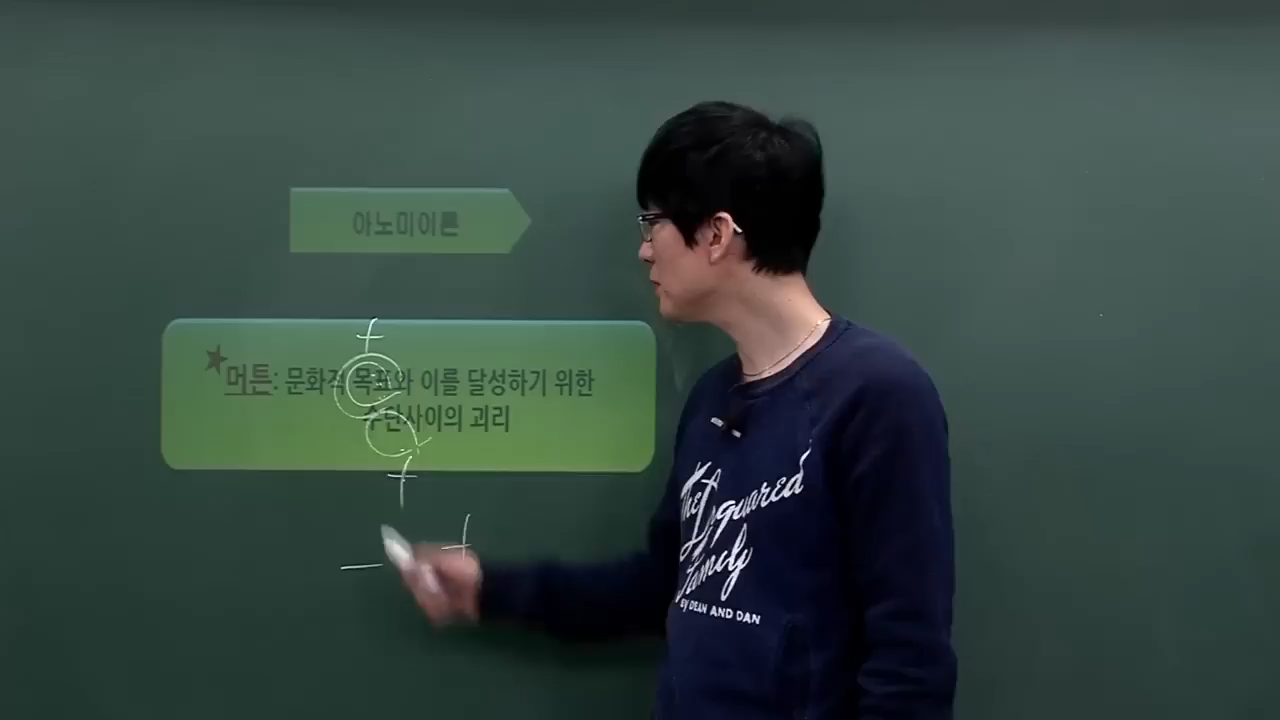 아노미이론
★머튼: 문화적 목표와 이를 달성하기 위한
수단사이의 괴리
+
+
- +
The Dsquared
Family
BY DEAN AND DAN